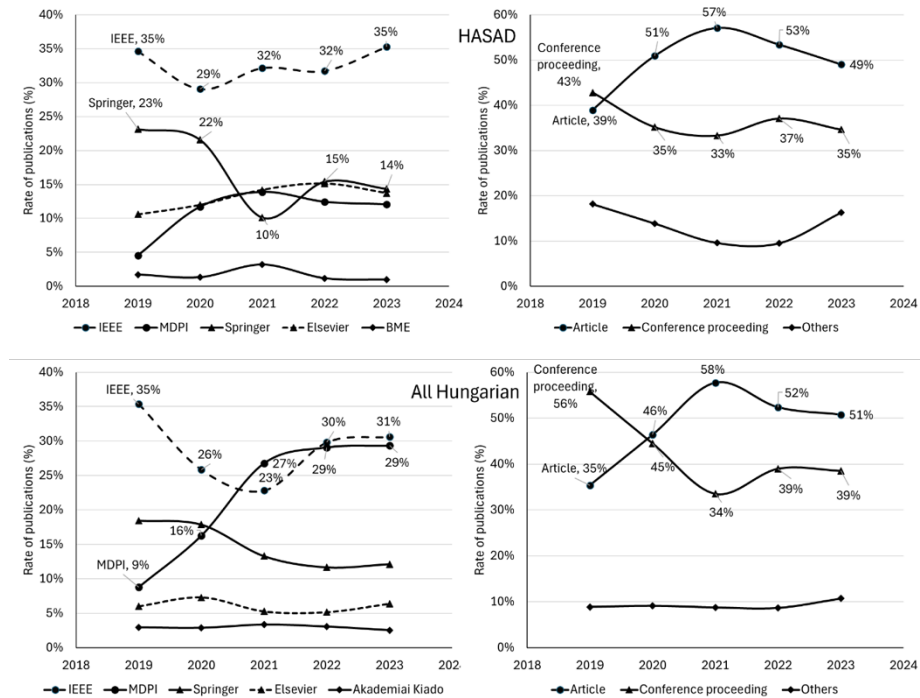 HASAD
40%
35%
30%
25%
20%
15%
10%
5%
0%
Rate of publications (%)
IEEE, 35%
29%
32%
32%
35%
Springer, 23%
22%
10%
15%
14%
2018 2019 2020 2021 2022 2023 2024
IEEE MDPI Springer Elsevier BME
60%
50%
40%
30%
20%
10%
0%
Rate of publications (%)
Conference
proceeding,
43%
Article, 39%
51%
57%
53%
49%
35%
33%
37%
35%
2018 2019 2020 2021 2022 2023 2024
Article Conference proceeding Others
All Hungarian
40%
35%
30%
25%
20%
15%
10%
5%
0%
Rate of publications (%)
IEEE, 35%
26%
23%
30%
31%
MDPI, 9%
16%
27%
29%
29%
2018 2019 2020 2021 2022 2023 202
IEEE MDPI Springer Elsevier Akademiai Kiado
60%
50%
40%
30%
20%
10%
0%
Rate of publications (%)
Conference
proceeding,
56%
Article, 35%
46%
58%
52%
51%
45%
34%
39%
39%
2018 2019 2020 2021 2022 2023 2024
Article Conference proceeding Others